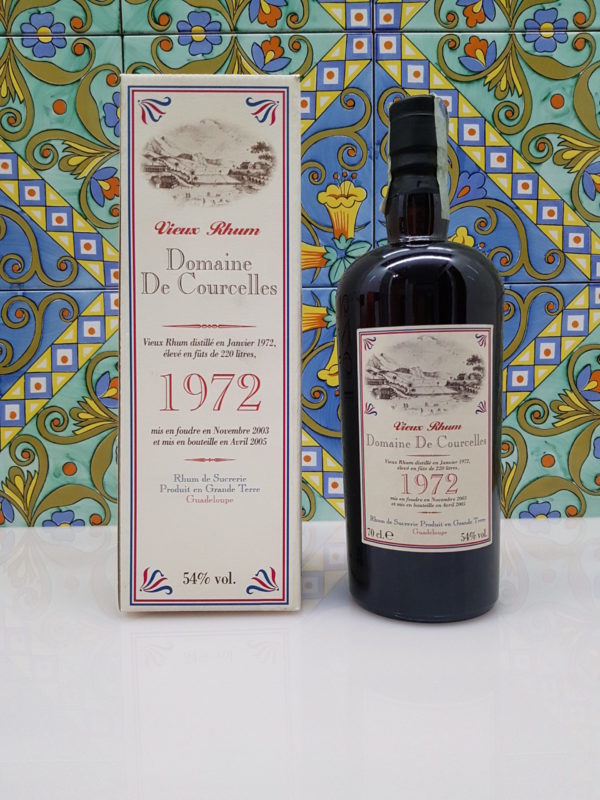 Vieux Rhum
Domaine
De Courcelles
Vieux Rhum distillé en Janvier 1972,
élevé en fûts de 220 litres,
1972
mis en foudre en Novembre 2003
et mis en bouteille en Avril 2005
Rhum de Sucrerie
Produit en Grande Terre
Guadeloupe
54% vol.
Vieux Rhum
Domaine De Courcelles
Vieux Rhum distillé en Janvier 1972,
élevé en fûts de 220 litres,
1972
mis en foudre en Novembre 2003
et mis en bouteille en Avril 2005
Rhum de Sucrerie Produit en Grande Terre
Guadeloupe
70 cl. e 54% vol.